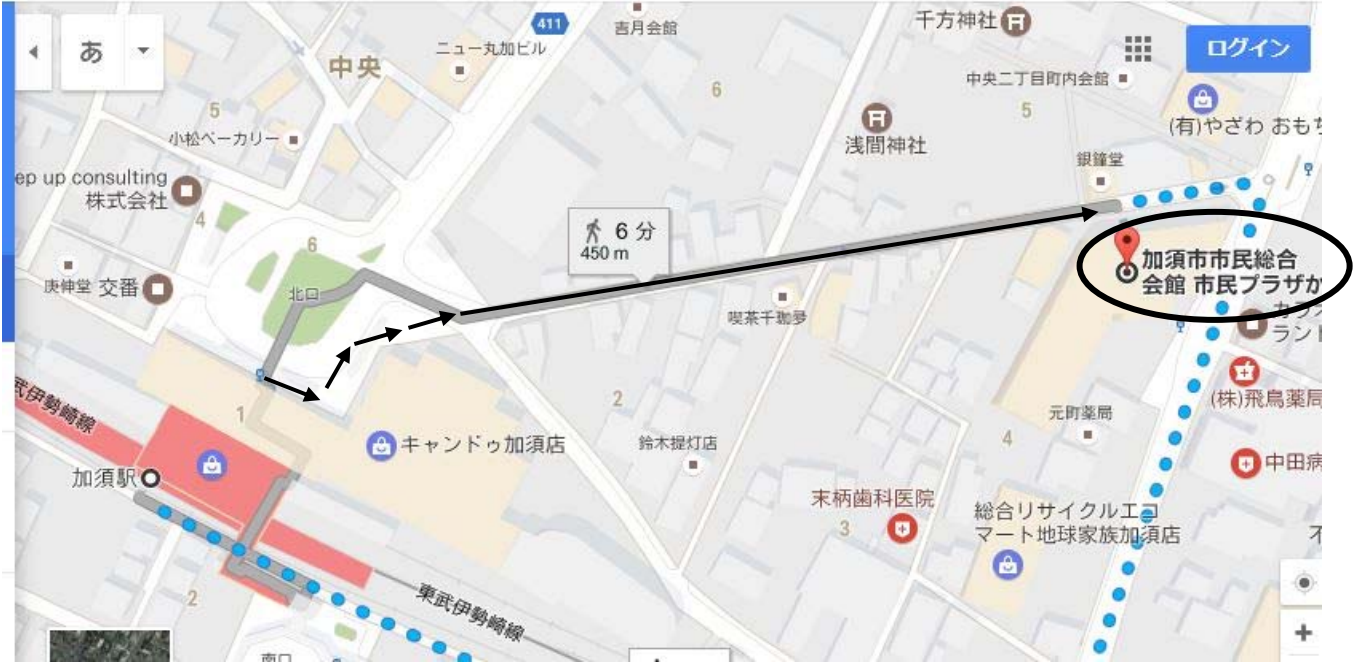 あ
411
吉月会館
千方神社
ログイン
ニュー丸加ビル
中央
中央二丁目町内会館
6
5
5
(有)やざわ おもち
小松ベーカリー
浅間神社
銀鐘堂
ep up consulting
株式会社
4
6
6 分
450 m
加須市市民総合
会館 市民プラザか
庚伸堂
交番
北口
喫茶千珈夢
ラント
(株)飛鳥薬局
武伊勢崎線
1
2
元町薬局
4
キャンドゥ加須店
鈴木提灯店
中田病
加須駅
末柄歯科医院
3
総合リサイクルエコ
マート地球家族加須店
東武伊勢崎線
2
南口